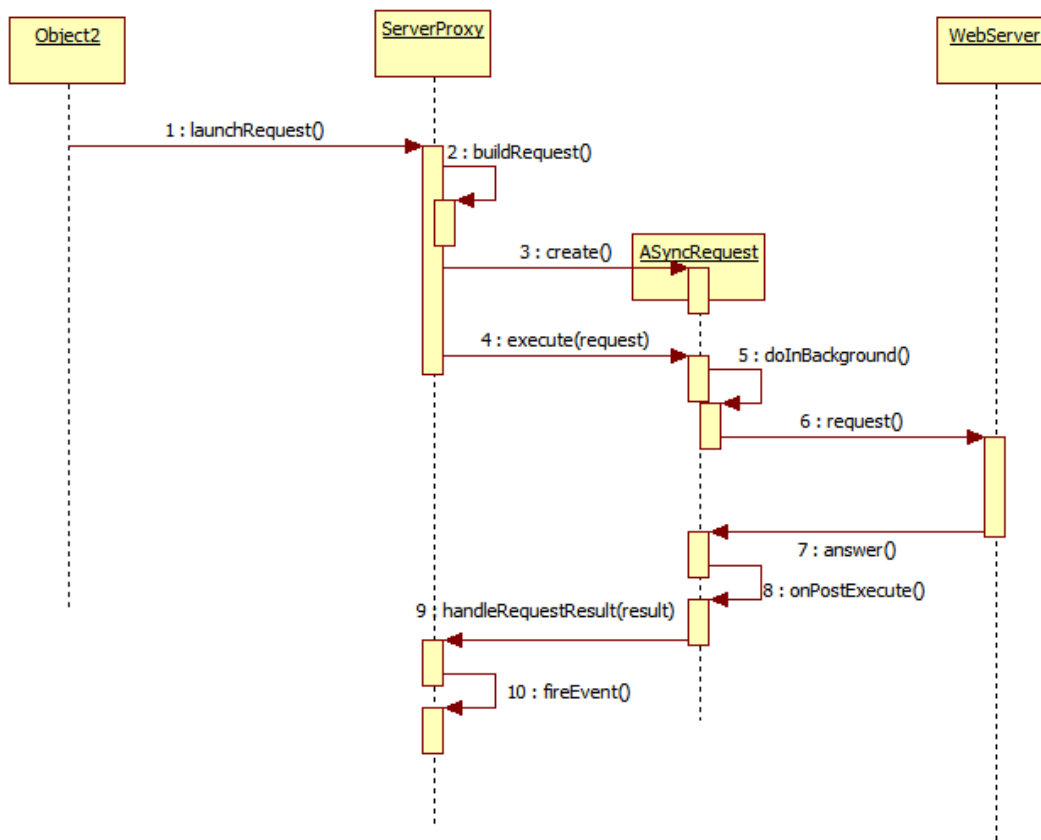 Object2
ServerProxy
WebServer
1 : launchRequest()
2 : buildRequest()
3 : create()
ASyncRequest
4 : execute(request)
5 : doInBackground()
6 : request()
7 : answer()
8 : onPostExecute()
9 : handleRequestResult(result)
10 : fireEvent()